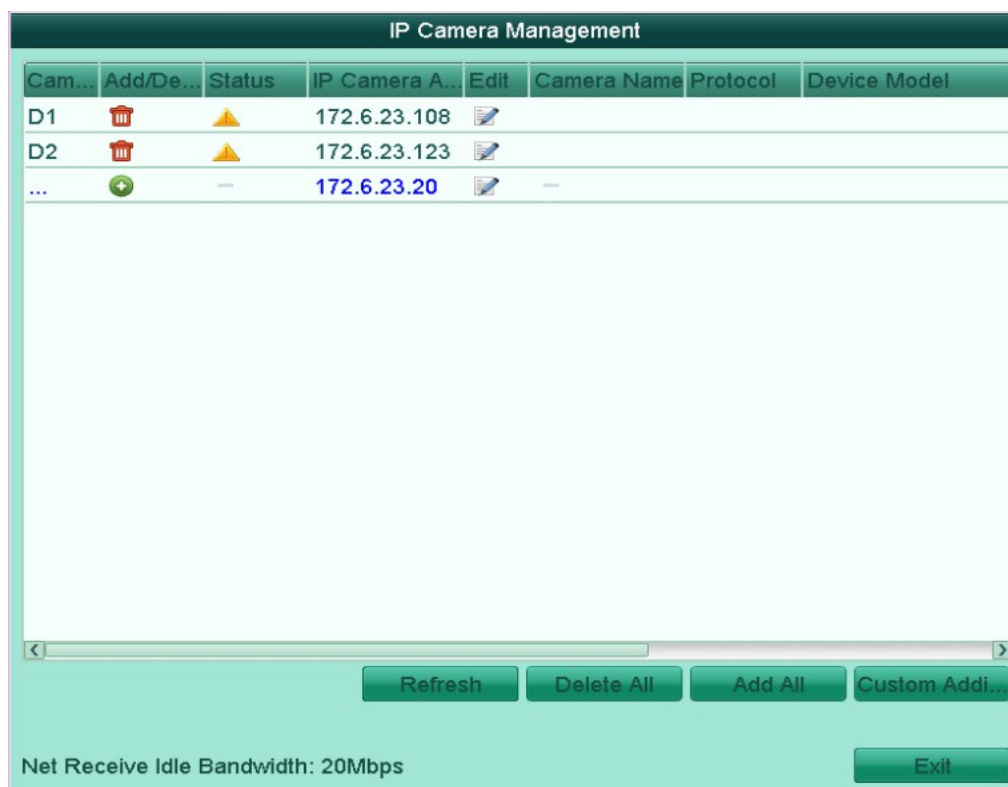 IP Camera Management
Cam... Add/De... Status IP Camera A... Edit Camera Name Protocol Device Model
D1 172.6.23.108
D2 172.6.23.123
... — 172.6.23.20 —
Refresh Delete All Add All Custom Addi...
Net Receive Idle Bandwidth: 20Mbps Exit